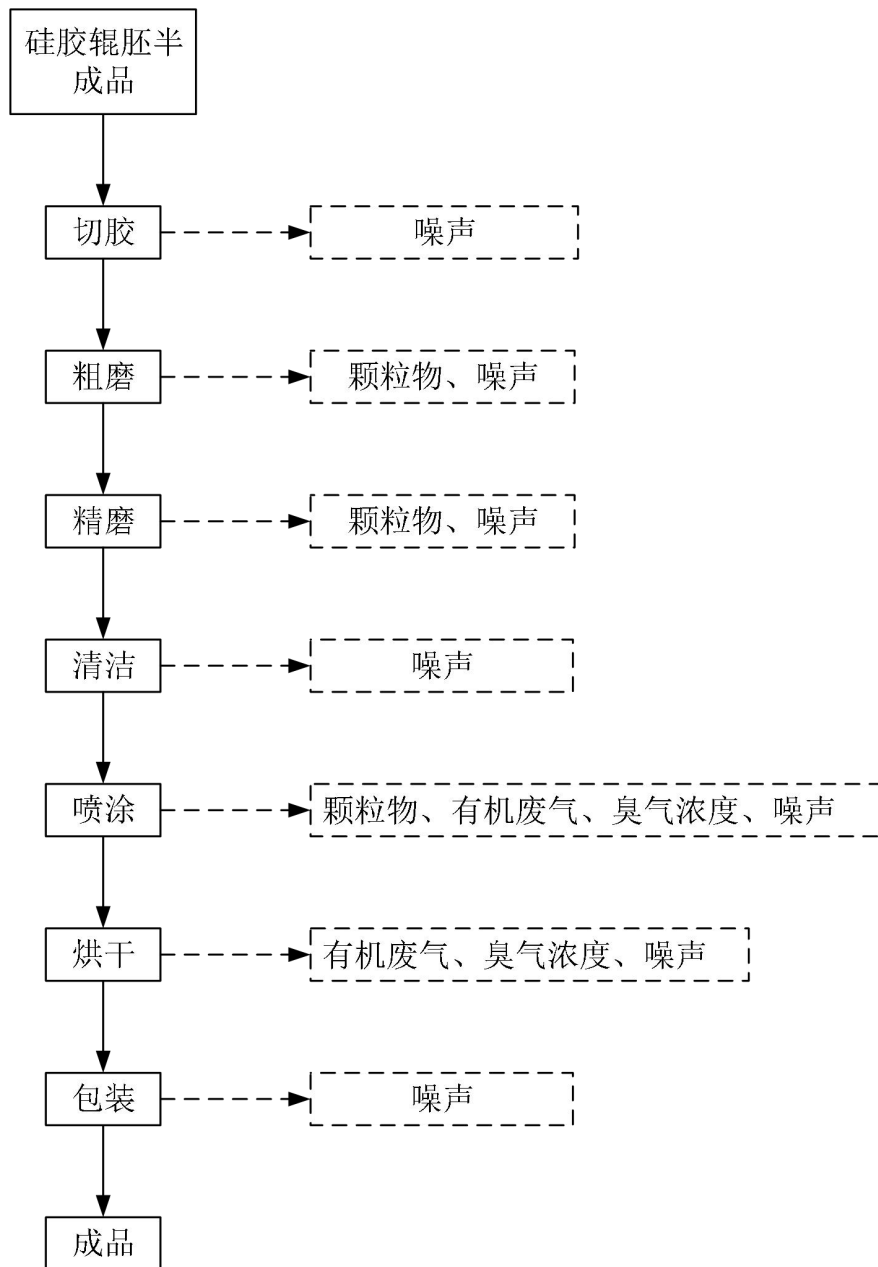 硅胶辊胚半
成品
切胶
噪声
粗磨
颗粒物、噪声
精磨
颗粒物、噪声
清洁
噪声
喷涂
颗粒物、有机废气、臭气浓度、噪声
烘干
有机废气、臭气浓度、噪声
包装
噪声
成品